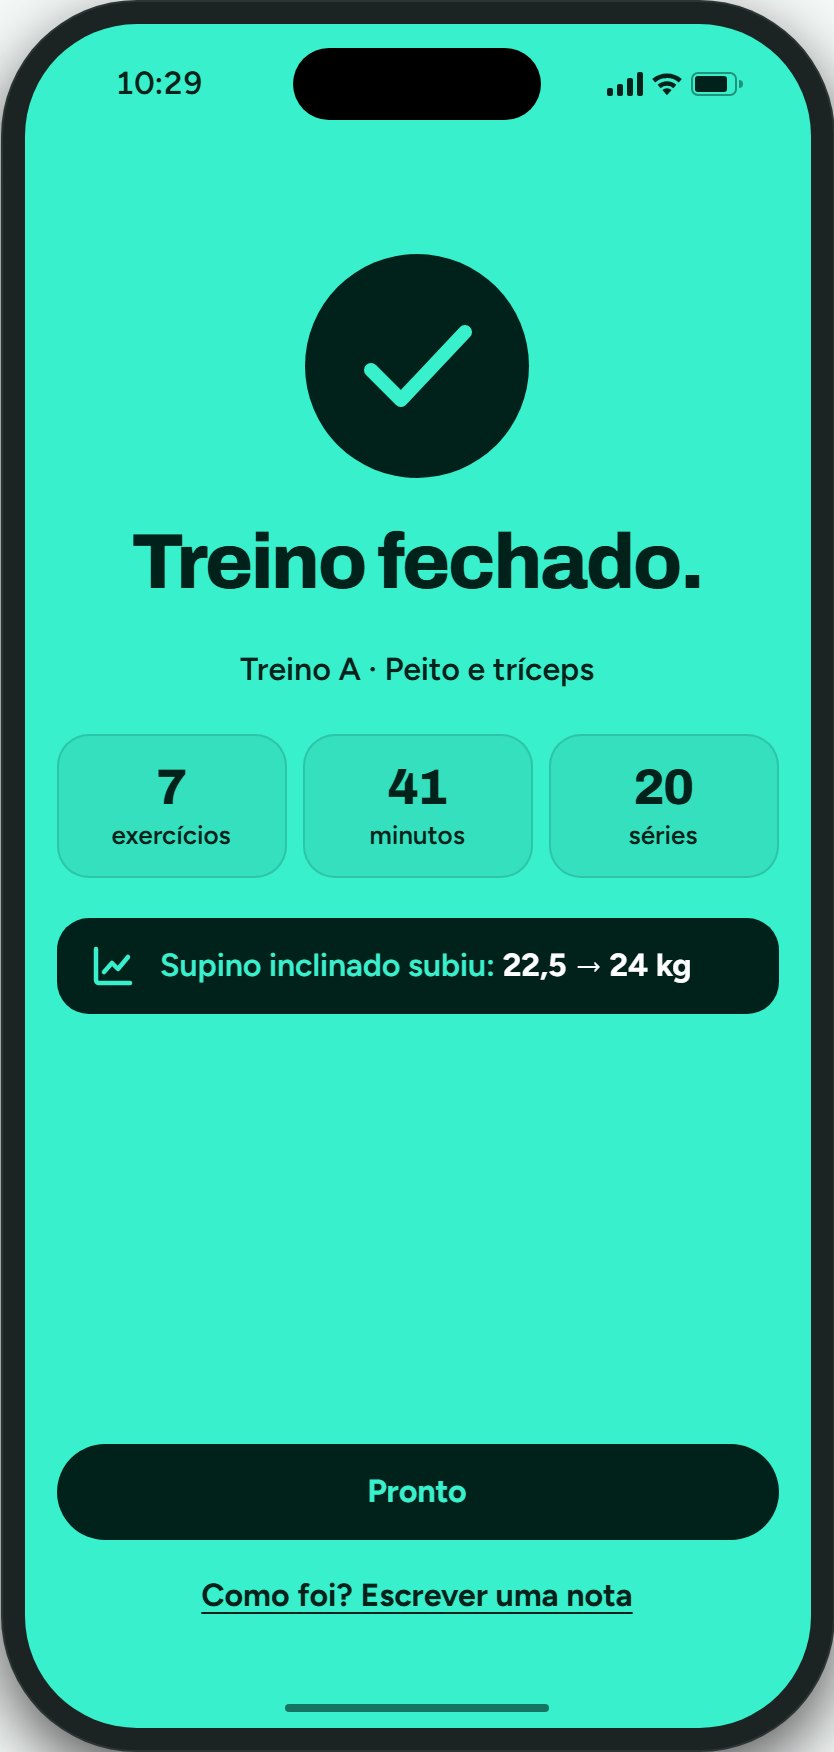 10:29
Treino fechado.
Treino A · Peito e tríceps
7
exercícios
41
minutos
20
séries
Supino inclinado subiu: 22,5 → 24 kg
Pronto
Como foi? Escrever uma nota